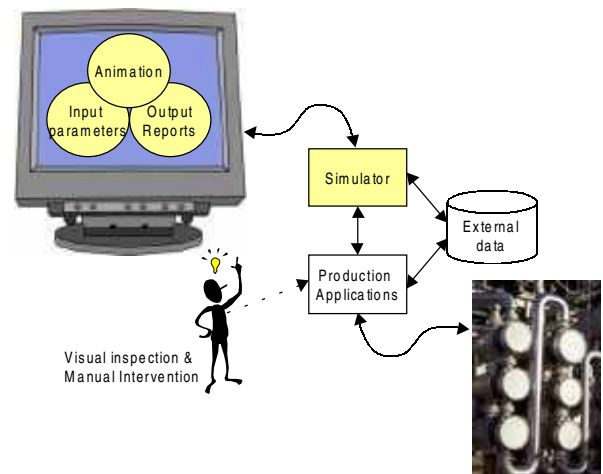 Animation
Input
parameters
Output
Reports
Simulator
External
data
Production
Applications
Visual inspection &
Manual Intervention